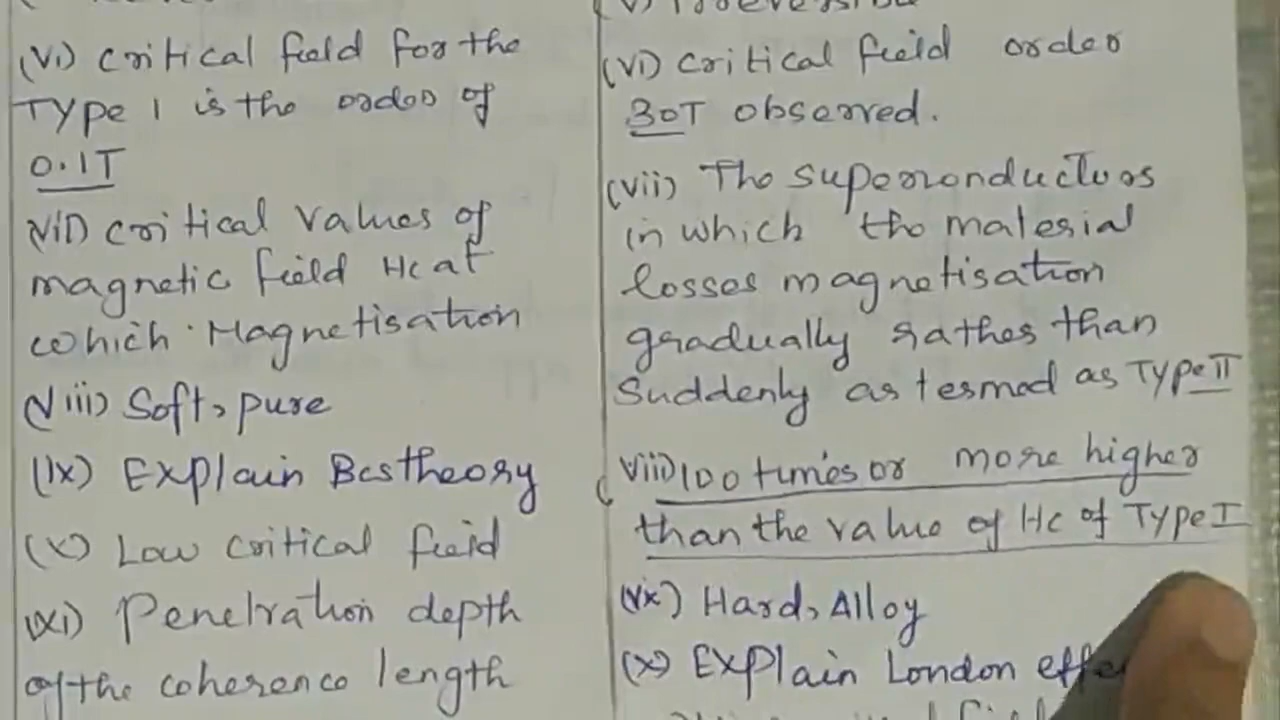 (vi) critical field for the
Type 1 is the order of
0.1T
(vii) critical values of
magnetic field Hc at
which Magnetisation
(viii) Soft, pure
(ix) Explain Bcs theory
(x) Low critical field
(xi) Penetration depth
of the coherence length
(vi) critical field order
30T observed.
(vii) The superconductors
in which the material
losses magnetisation
gradually rather than
suddenly as termed as Type II
viii) 100 times or more higher
than the value of Hc of Type I
(vix) Hard, Alloy
(x) Explain London